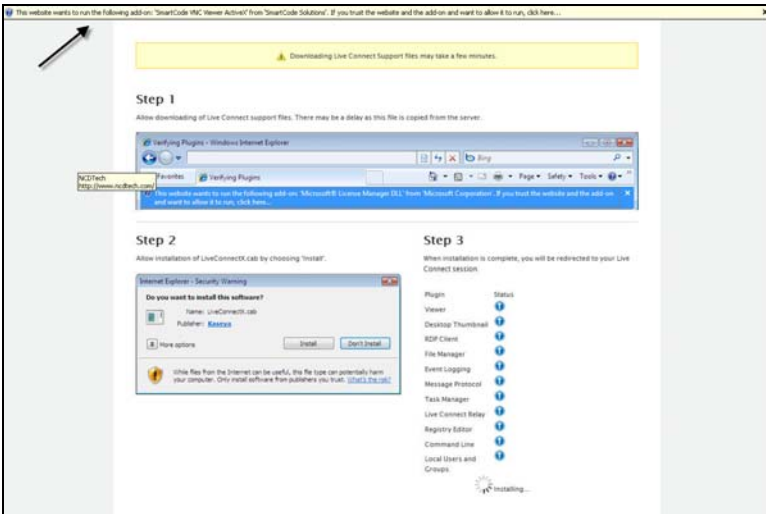 This website wants to run the following add-on: 'SmartCode VNC Viewer ActiveX' from 'SmartCode Solutions'. If you trust the website and the add-on and want to allow it to run, click here...
Downloading Live Connect Support files may take a few minutes.
Step 1
Allow downloading of Live Connect support files. There may be a delay as this file is copied from the server.
Verifying Plugins - Windows Internet Explorer
Bing
NCDTech
http://www.ncdtech.com/
Favorites
Verifying Plugins
Page
Safety
Tools
This website wants to run the following add-on: 'Microsoft® License Manager DLL' from 'Microsoft Corporation'. If you trust the website and the add-on
and want to allow it to run, click here...
Step 2
Allow installation of LiveConnectX.cab by choosing 'Install'.
Internet Explorer - Security Warning
Do you want to install this software?
Name: LiveConnectX.cab
Publisher: Kaseya
More options
Install
Don't Install
While files from the Internet can be useful, this file type can potentially harm
your computer. Only install software from publishers you trust. What's the risk?
Step 3
When installation is complete, you will be redirected to your Live
Connect session.
Plugin Status
Viewer
Desktop Thumbnail
RDP Client
File Manager
Event Logging
Message Protocol
Task Manager
Live Connect Relay
Registry Editor
Command Line
Local Users and
Groups
Installing...